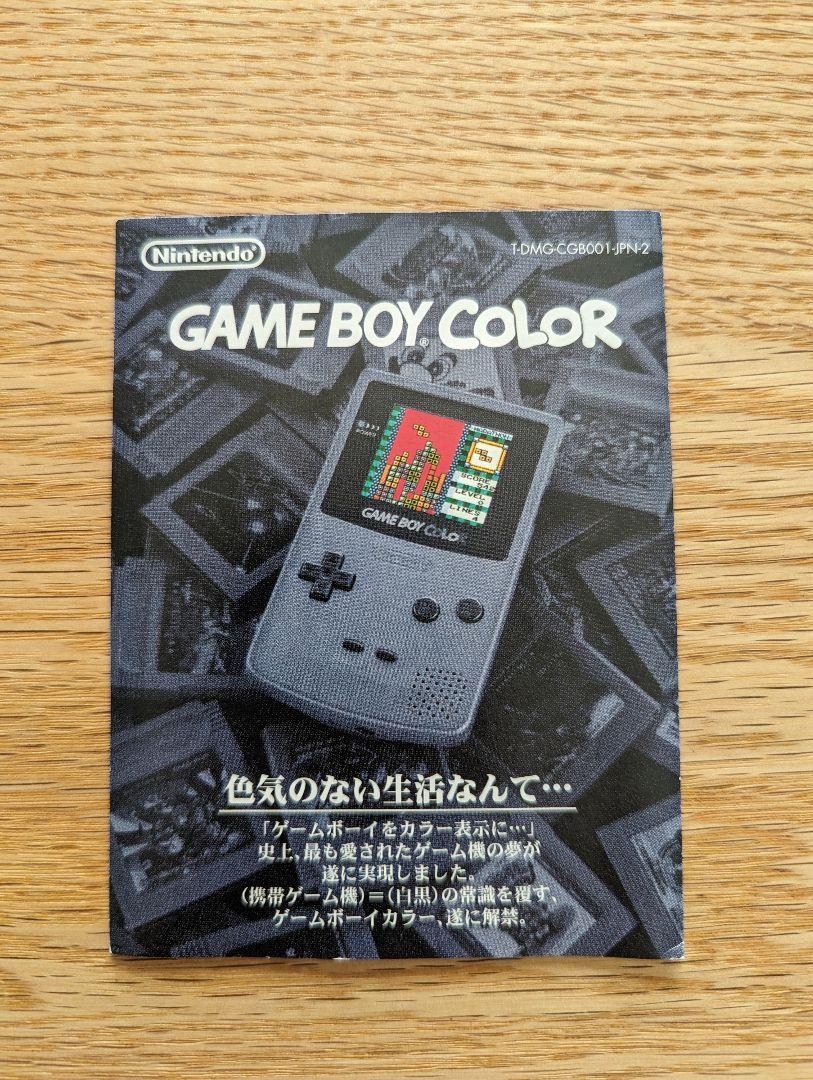 Nintendo®
T-DMG-CGB001-JPN-2
GAME BOY® COLOR
POWER
SCORE
LEVEL
0
LINES
4
GAME BOY COLOR
色気のない生活なんて…
「ゲームボーイをカラー表示に…」
史上、最も愛されたゲーム機の夢が
遂に実現しました。
(携帯ゲーム機)=(白黒)の常識を覆す、
ゲームボーイカラー、遂に解禁。